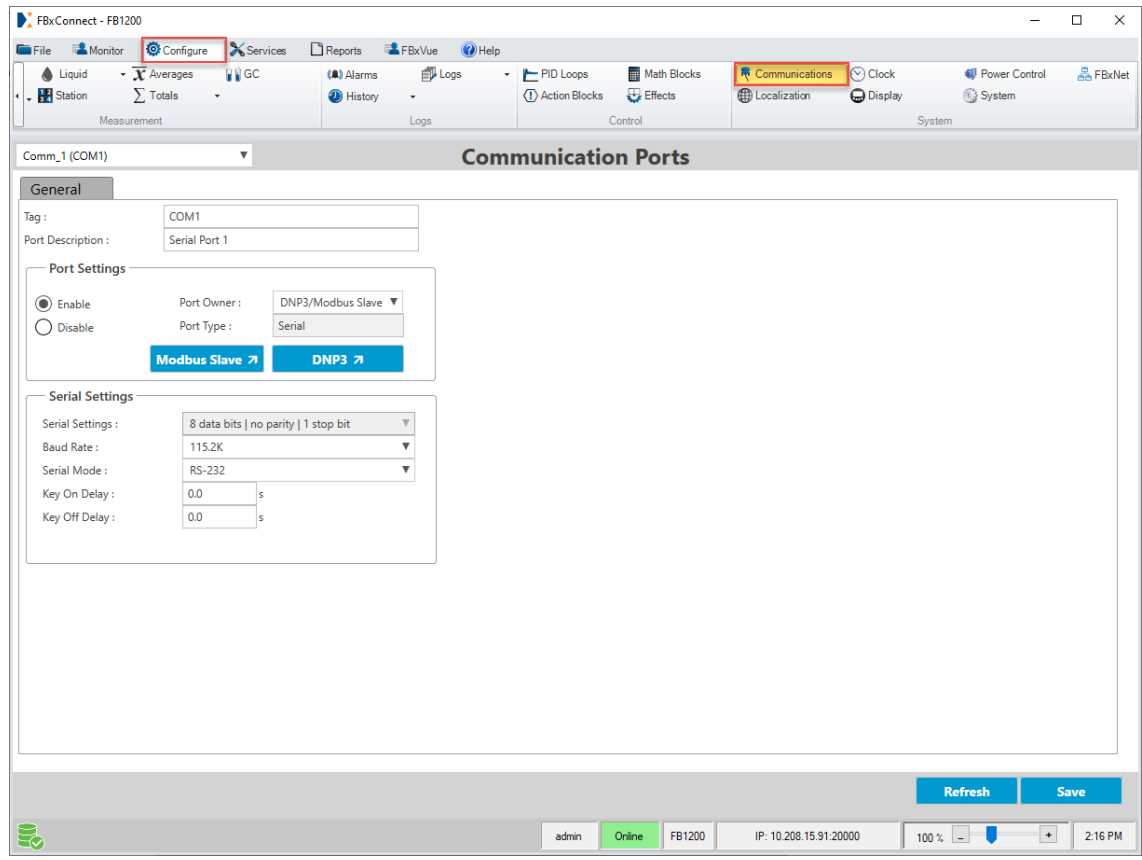 FBxConnect - FB1200
File Monitor Configure Services Reports FBxVue Help
Liquid Averages GC Alarms Logs PID Loops Math Blocks Communications Clock Power Control FBxNet
Station Totals History Action Blocks Effects Localization Display System
Measurement Logs Control System
Comm_1 (COM1) Communication Ports
General
Tag : COM1
Port Description : Serial Port 1
Port Settings
Enable Port Owner : DNP3/Modbus Slave
Disable Port Type : Serial
Modbus Slave DNP3
Serial Settings
Serial Settings : 8 data bits | no parity | 1 stop bit
Baud Rate : 115.2K
Serial Mode : RS-232
Key On Delay : 0.0 s
Key Off Delay : 0.0 s
Refresh Save
admin Online FB1200 IP: 10.208.15.91:20000 100 % - + 2:16 PM